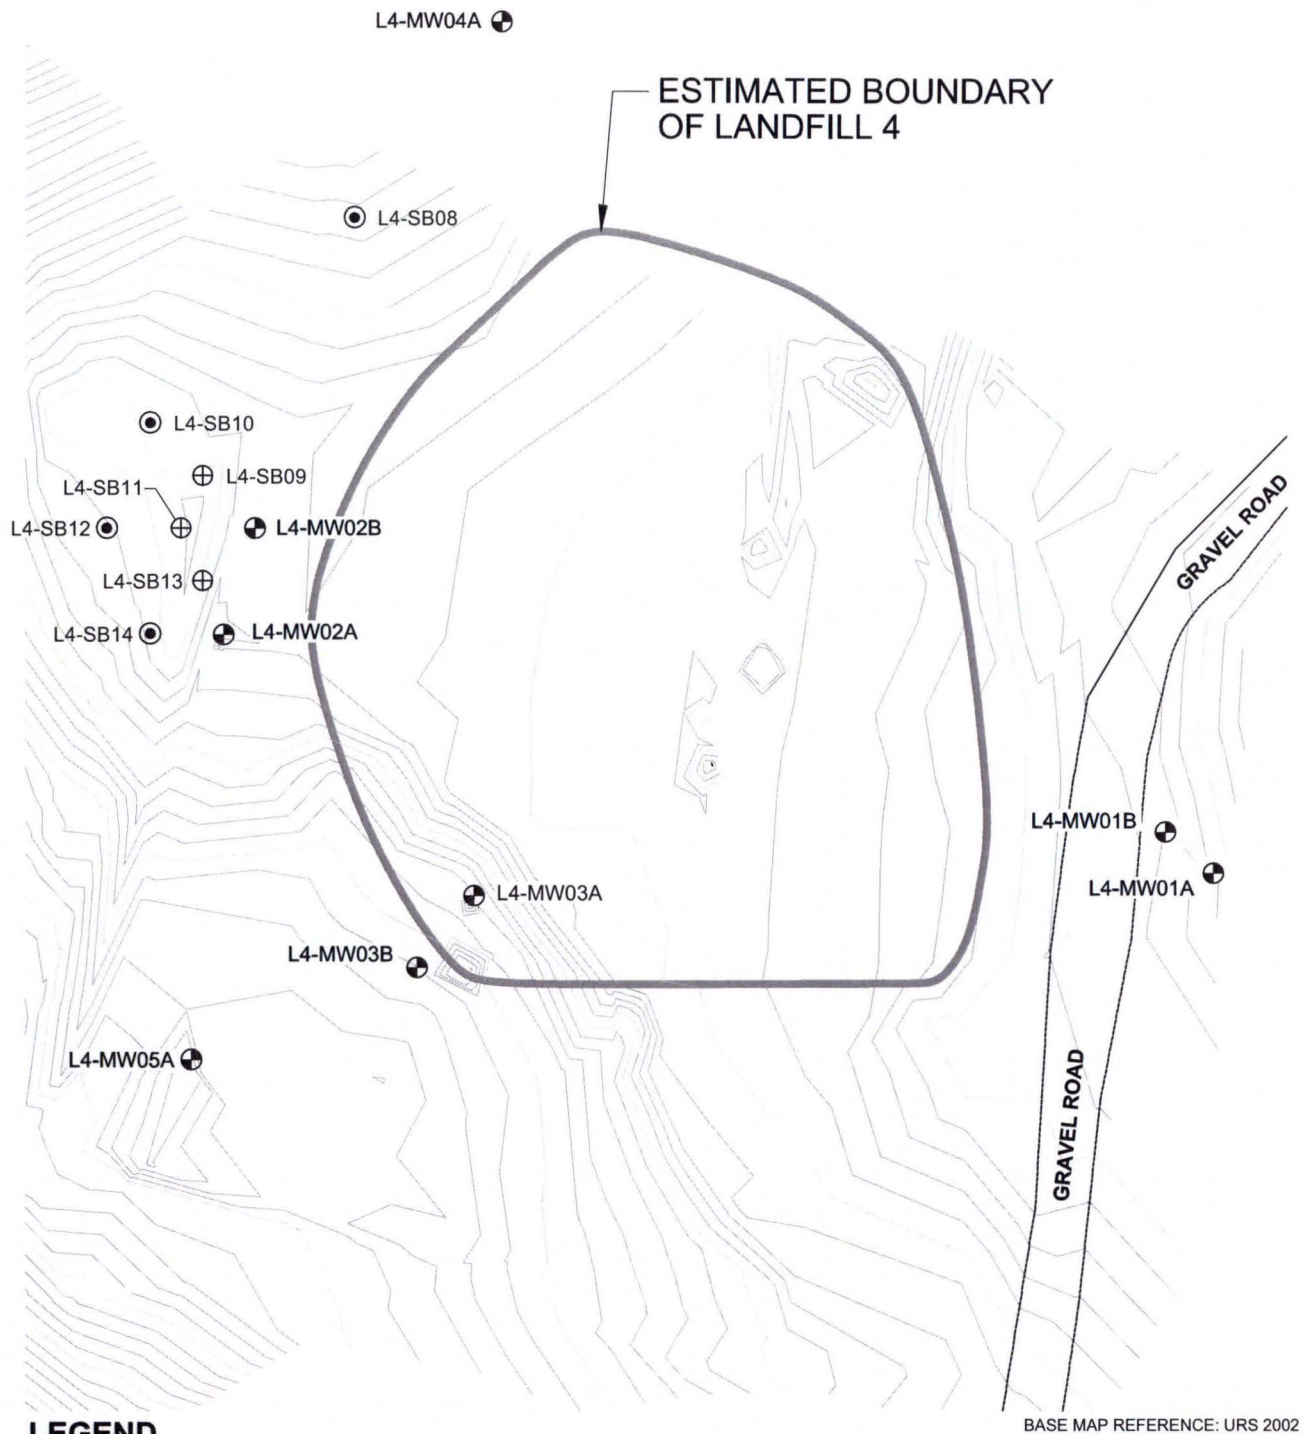 L4-MW04A
ESTIMATED BOUNDARY
OF LANDFILL 4
L4-SB08
L4-SB10
L4-SB09
L4-SB11
L4-SB12
L4-MW02B
L4-SB13
L4-SB14
L4-MW02A
GRAVEL ROAD
L4-MW01B
L4-MW01A
L4-MW03A
L4-MW03B
L4-MW05A
GRAVEL ROAD
BASE MAP REFERENCE: URS 2002
LEGEND